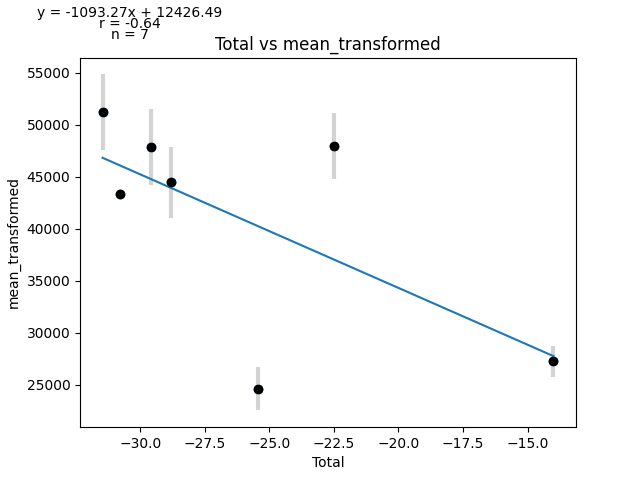 y = -1093.27x + 12426.49
r = -0.64
n = 7
Total vs mean_transformed
55000
50000
45000
40000
35000
30000
25000
mean_transformed
−30.0 −27.5 −25.0 −22.5 −20.0 −17.5 −15.0
Total